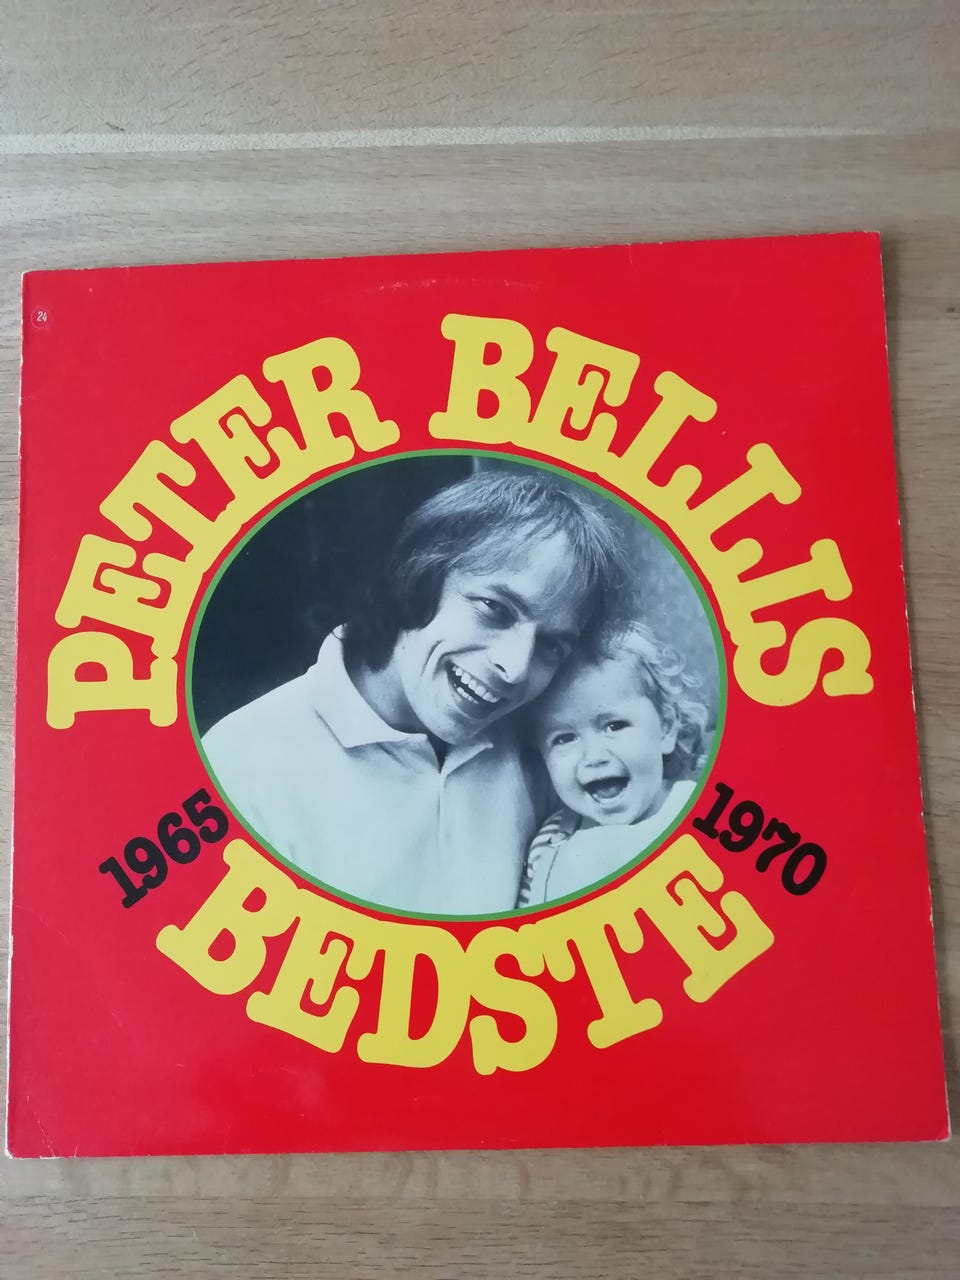 24
PETER BELLIS
1965 1970
BEDSTE